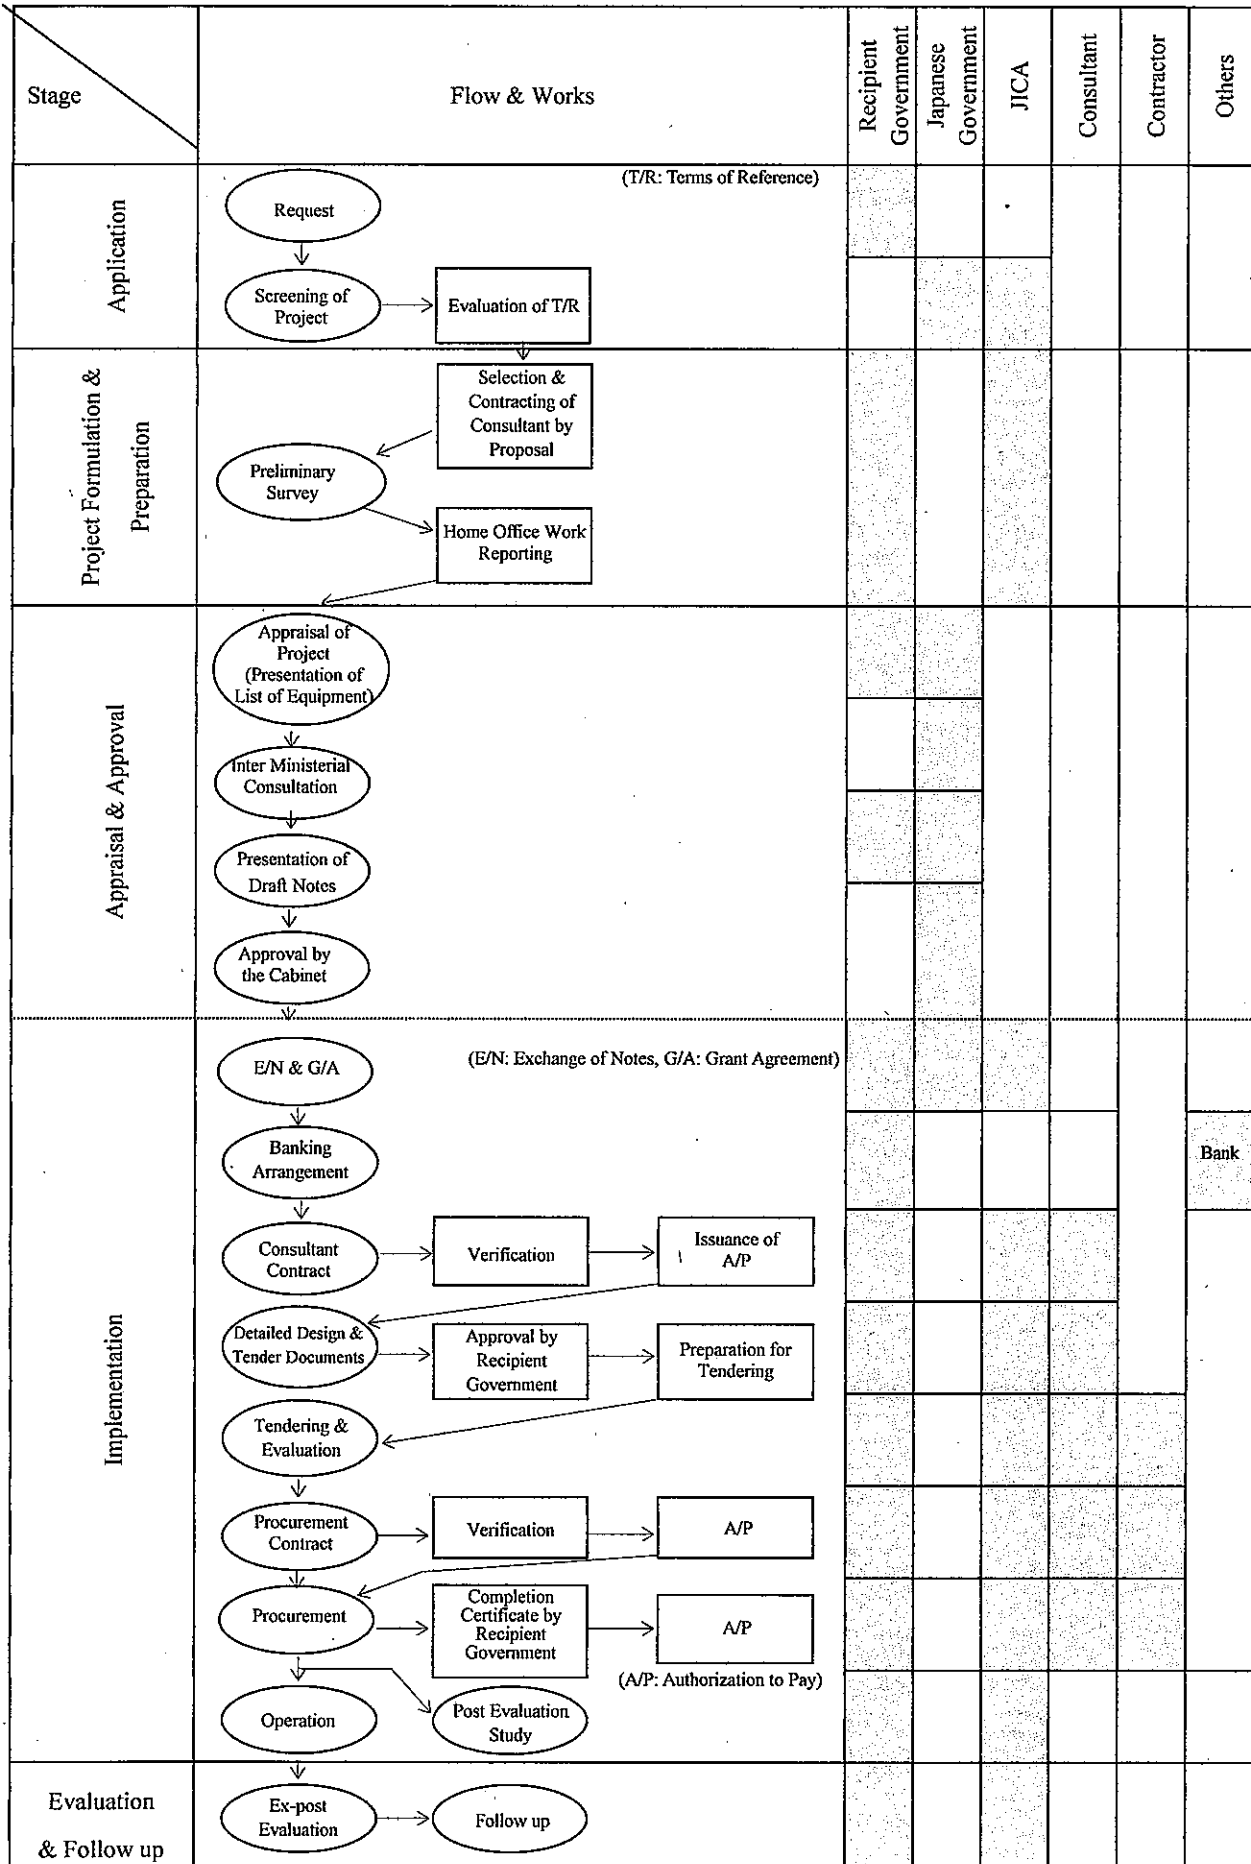 Stage
Flow & Works
Recipient
Government
Japanese
Government
JICA
Consultant
Contractor
Others
Application
(T/R: Terms of Reference)
Request
Screening of
Project
Evaluation of T/R
Project Formulation &
Preparation
Selection &
Contracting of
Consultant by
Proposal
Preliminary
Survey
Home Office Work
Reporting
Appraisal & Approval
Appraisal of
Project
(Presentation of
List of Equipment)
Inter Ministerial
Consultation
Presentation of
Draft Notes
Approval by
the Cabinet
Implementation
E/N & G/A
(E/N: Exchange of Notes, G/A: Grant Agreement)
Banking
Arrangement
Bank
Consultant
Contract
Verification
Issuance of
A/P
Detailed Design &
Tender Documents
Approval by
Recipient
Government
Preparation for
Tendering
Tendering &
Evaluation
Procurement
Contract
Verification
A/P
Procurement
Completion
Certificate by
Recipient
Government
A/P
(A/P: Authorization to Pay)
Operation
Post Evaluation
Study
Evaluation
& Follow up
Ex-post
Evaluation
Follow up